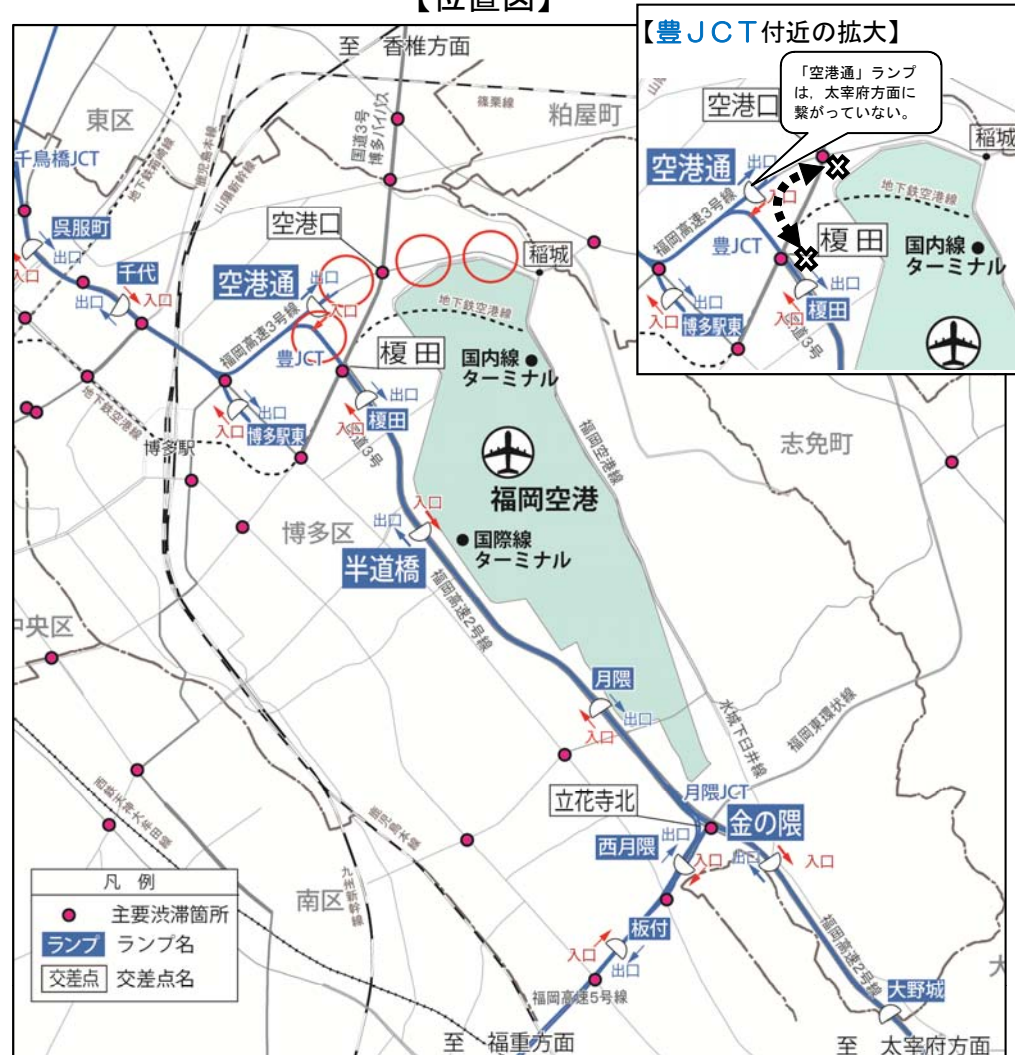 【位置図】
至 香椎方面
東区
粕屋町
篠栗線
国道3号
博多バイパス
千鳥橋JCT
地下鉄箱崎線
鹿児島本線
山陽新幹線
呉服町
出口
入口
千代
出口
入口
空港口
稲城
空港通
出口
入口
福岡高速3号線
地下鉄空港線
豊JCT
榎田
国内線
ターミナル
出口
榎田
入口
国道3号
出口
入口
博多駅東
地下鉄空港線
博多駅
福岡空港線
志免町
福岡空港
博多区
入口
出口
国際線
ターミナル
半道橋
福岡高速2号線
中央区
月隈
出口
入口
水城下臼井線
福岡東環状線
月隈JCT
立花寺北
金の隈
西月隈
出口
入口
出口
入口
西鉄天神大牟田線
鹿児島本線
九州新幹線
南区
板付
入口
出口
福岡高速2号線
大野城
福岡高速5号線
至 福重方面
至 太宰府方面
凡 例
主要渋滞箇所
ランプ ランプ名
交差点 交差点名
【豊JCT付近の拡大】
「空港通」ランプ
は、太宰府方面に
繋がっていない。
空港口
稲城
空港通
出口
入口
地下鉄空港線
福岡高速3号線
豊JCT
榎田
国内線
ターミナル
出口
入口
博多駅東
出口
榎田
入口
国道3号